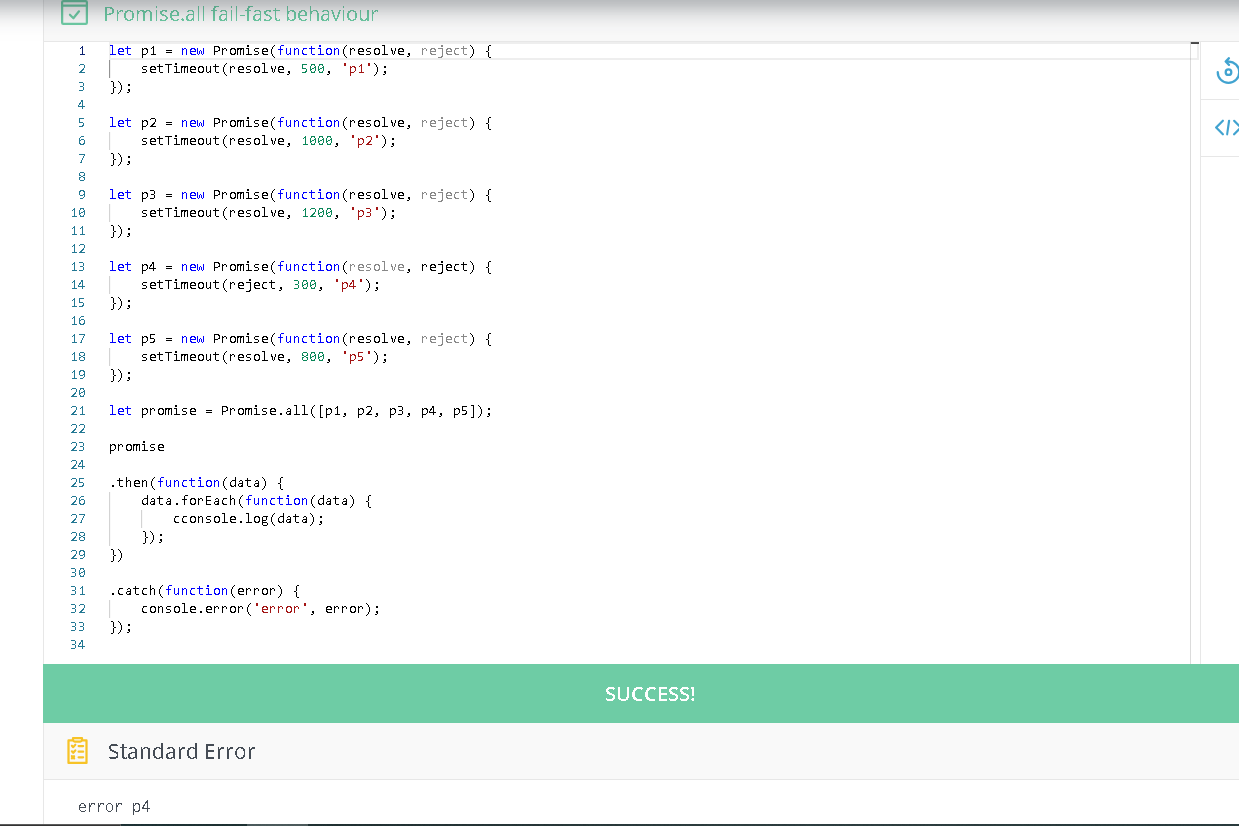 Promise.all fail-fast behaviour
1 let p1 = new Promise(function(resolve, reject) {
2     setTimeout(resolve, 500, 'p1');
3 });
4
5 let p2 = new Promise(function(resolve, reject) {
6     setTimeout(resolve, 1000, 'p2');
7 });
8
9 let p3 = new Promise(function(resolve, reject) {
10     setTimeout(resolve, 1200, 'p3');
11 });
12
13 let p4 = new Promise(function(resolve, reject) {
14     setTimeout(reject, 300, 'p4');
15 });
16
17 let p5 = new Promise(function(resolve, reject) {
18     setTimeout(resolve, 800, 'p5');
19 });
20
21 let promise = Promise.all([p1, p2, p3, p4, p5]);
22
23 promise
24
25 .then(function(data) {
26     data.forEach(function(data) {
27         cconsole.log(data);
28     });
29 })
30
31 .catch(function(error) {
32     console.error('error', error);
33 });
34
SUCCESS!
Standard Error
error p4